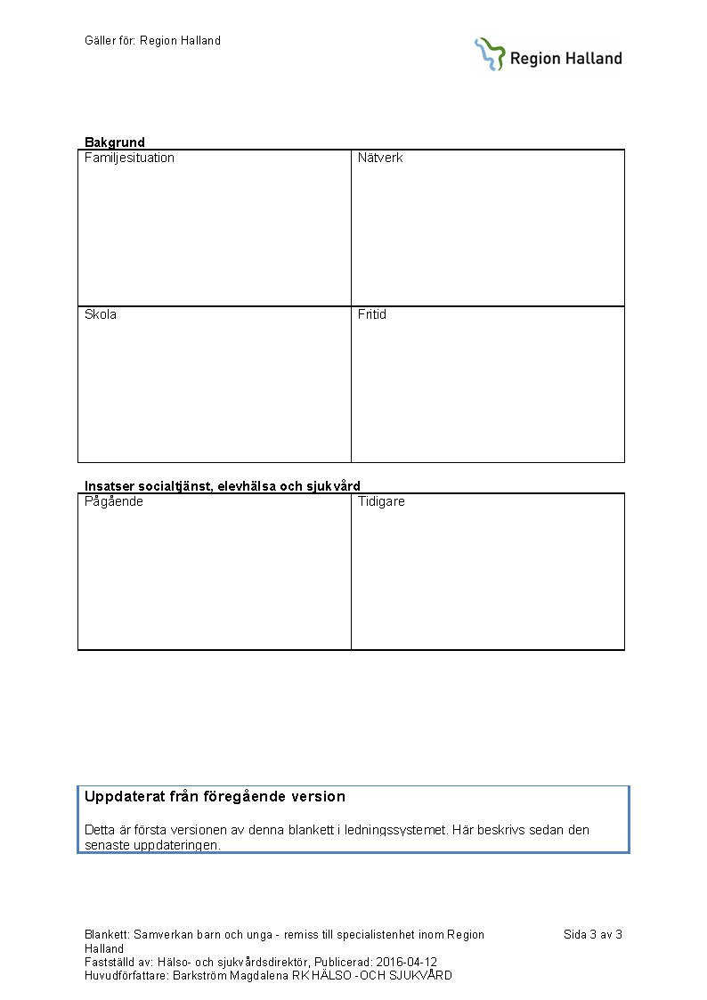 Gäller för: Region Halland
Region Halland
Bakgrund
Familjesituation
Nätverk
Skola
Fritid
Insatser socialtjänst, elevhälsa och sjukvård
Pågående
Tidigare
Uppdaterat från föregående version
Detta är första versionen av denna blankett i ledningssystemet. Här beskrivs sedan den
senaste uppdateringen.
Blankett: Samverkan barn och unga - remiss till specialistenhet inom Region
Halland
Sida 3 av 3
Fastställd av: Hälso- och sjukvårdsdirektör, Publicerad: 2016-04-12
Huvudförfattare: Barkström Magdalena RK HÄLSO -OCH SJUKVÅRD